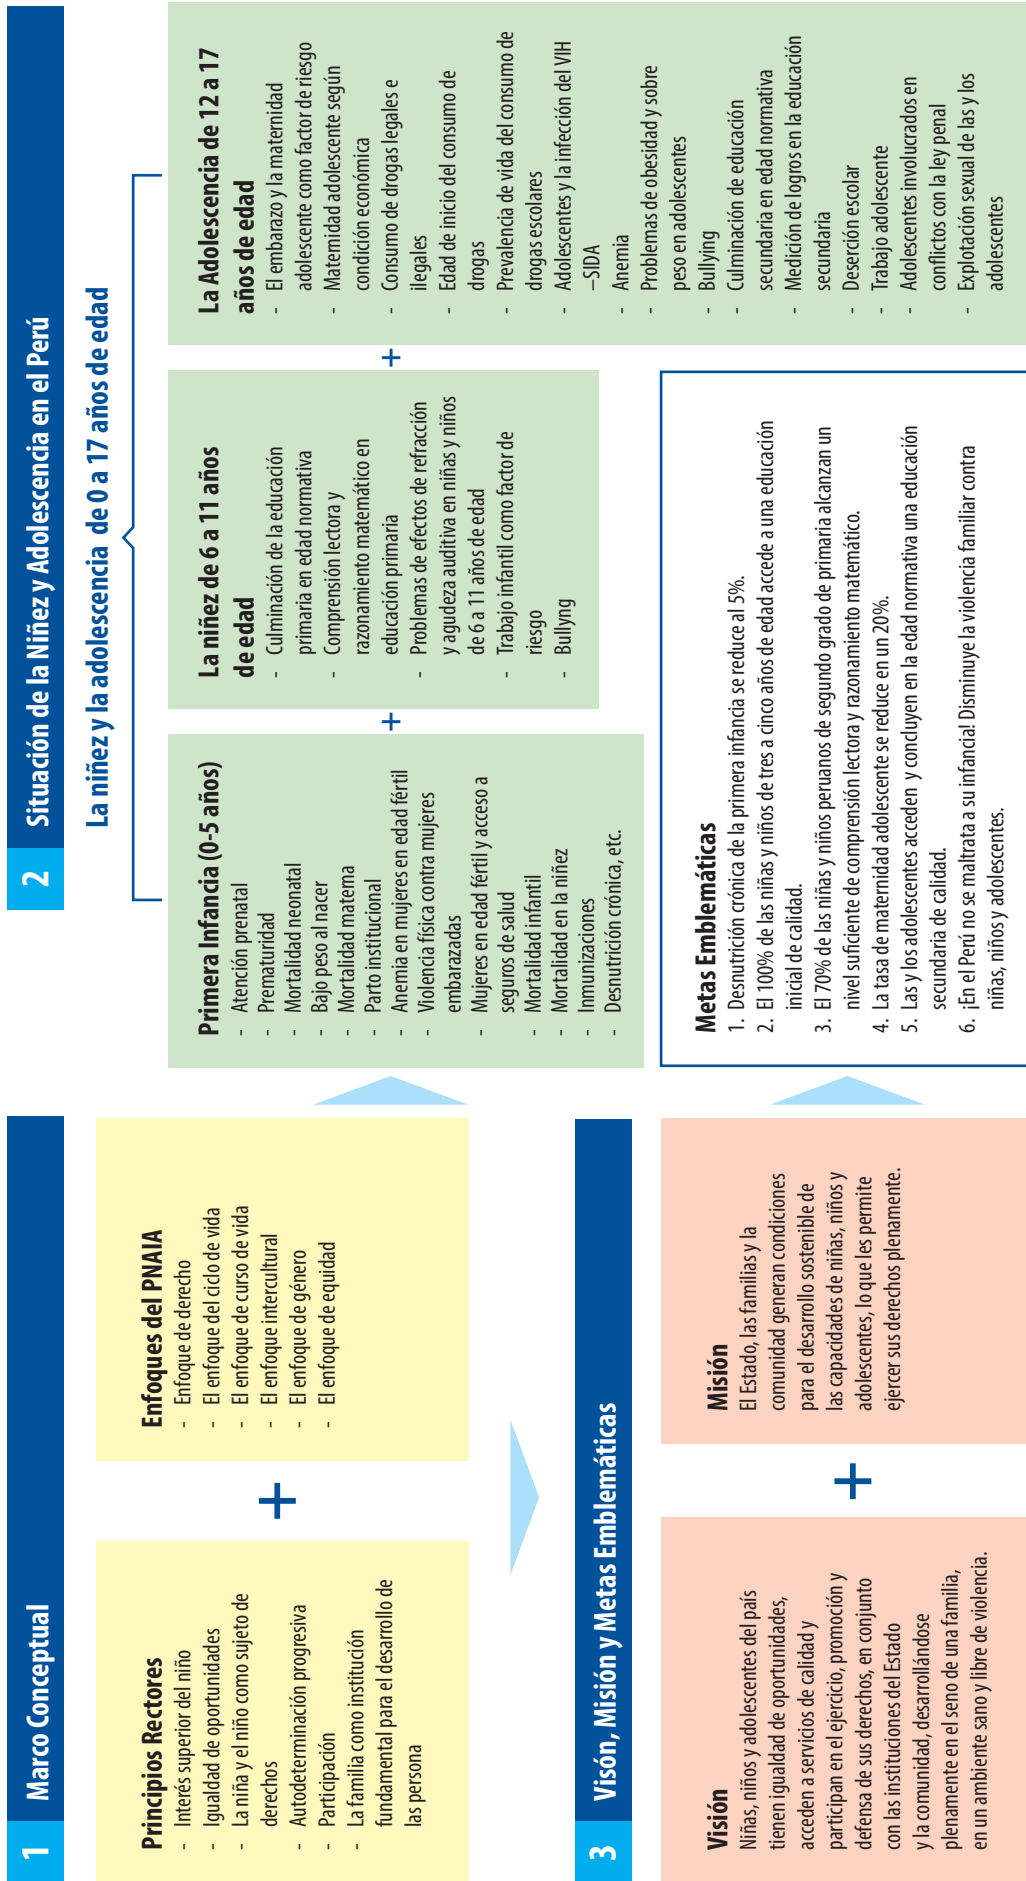 1 Marco Conceptual
Principios Rectores
- Interés superior del niño
- Igualdad de oportunidades
- La niña y el niño como sujeto de
derechos
- Autodeterminación progresiva
- Participación
- La familia como institución
fundamental para el desarrollo de
las persona
+
Enfoques del PNAIA
- Enfoque de derecho
- El enfoque del ciclo de vida
- El enfoque de curso de vida
- El enfoque intercultural
- El enfoque de género
- El enfoque de equidad
2 Situación de la Niñez y Adolescencia en el Perú
La niñez y la adolescencia de 0 a 17 años de edad
Primera Infancia (0-5 años)
- Atención prenatal
- Prematuridad
- Mortalidad neonatal
- Bajo peso al nacer
- Mortalidad materna
- Parto institucional
- Anemia en mujeres en edad fértil
- Violencia física contra mujeres
embarazadas
- Mujeres en edad fértil y acceso a
seguros de salud
- Mortalidad infantil
- Mortalidad en la niñez
- Inmunizaciones
- Desnutrición crónica, etc.
+
La niñez de 6 a 11 años
de edad
- Culminación de la educación
primaria en edad normativa
- Comprensión lectora y
razonamiento matemático en
educación primaria
- Problemas de efectos de refracción
y agudeza auditiva en niñas y niños
de 6 a 11 años de edad
- Trabajo infantil como factor de
riesgo
- Bullyng
+
La Adolescencia de 12 a 17
años de edad
- El embarazo y la maternidad
adolescente como factor de riesgo
- Maternidad adolescente según
condición económica
- Consumo de drogas legales e
ilegales
- Edad de inicio del consumo de
drogas
- Prevalencia de vida del consumo de
drogas escolares
- Adolescentes y la infección del VIH
–SIDA
- Anemia
- Problemas de obesidad y sobre
peso en adolescentes
- Bullying
- Culminación de educación
secundaria en edad normativa
- Medición de logros en la educación
secundaria
- Deserción escolar
- Trabajo adolescente
- Adolescentes involucrados en
conflictos con la ley penal
- Explotación sexual de las y los
adolescentes
3 Visón, Misión y Metas Emblemáticas
Visión
Niñas, niños y adolescentes del país
tienen igualdad de oportunidades,
acceden a servicios de calidad y
participan en el ejercicio, promoción y
defensa de sus derechos, en conjunto
con las instituciones del Estado
y la comunidad, desarrollándose
plenamente en el seno de una familia,
en un ambiente sano y libre de violencia.
+
Misión
El Estado, las familias y la
comunidad generan condiciones
para el desarrollo sostenible de
las capacidades de niñas, niños y
adolescentes, lo que les permite
ejercer sus derechos plenamente.
Metas Emblemáticas
1. Desnutrición crónica de la primera infancia se reduce al 5%.
2. El 100% de las niñas y niños de tres a cinco años de edad accede a una educación
inicial de calidad.
3. El 70% de las niñas y niños peruanos de segundo grado de primaria alcanzan un
nivel suficiente de comprensión lectora y razonamiento matemático.
4. La tasa de maternidad adolescente se reduce en un 20%.
5. Las y los adolescentes acceden y concluyen en la edad normativa una educación
secundaria de calidad.
6. ¡En el Perú no se maltrata a su infancia! Disminuye la violencia familiar contra
niñas, niños y adolescentes.